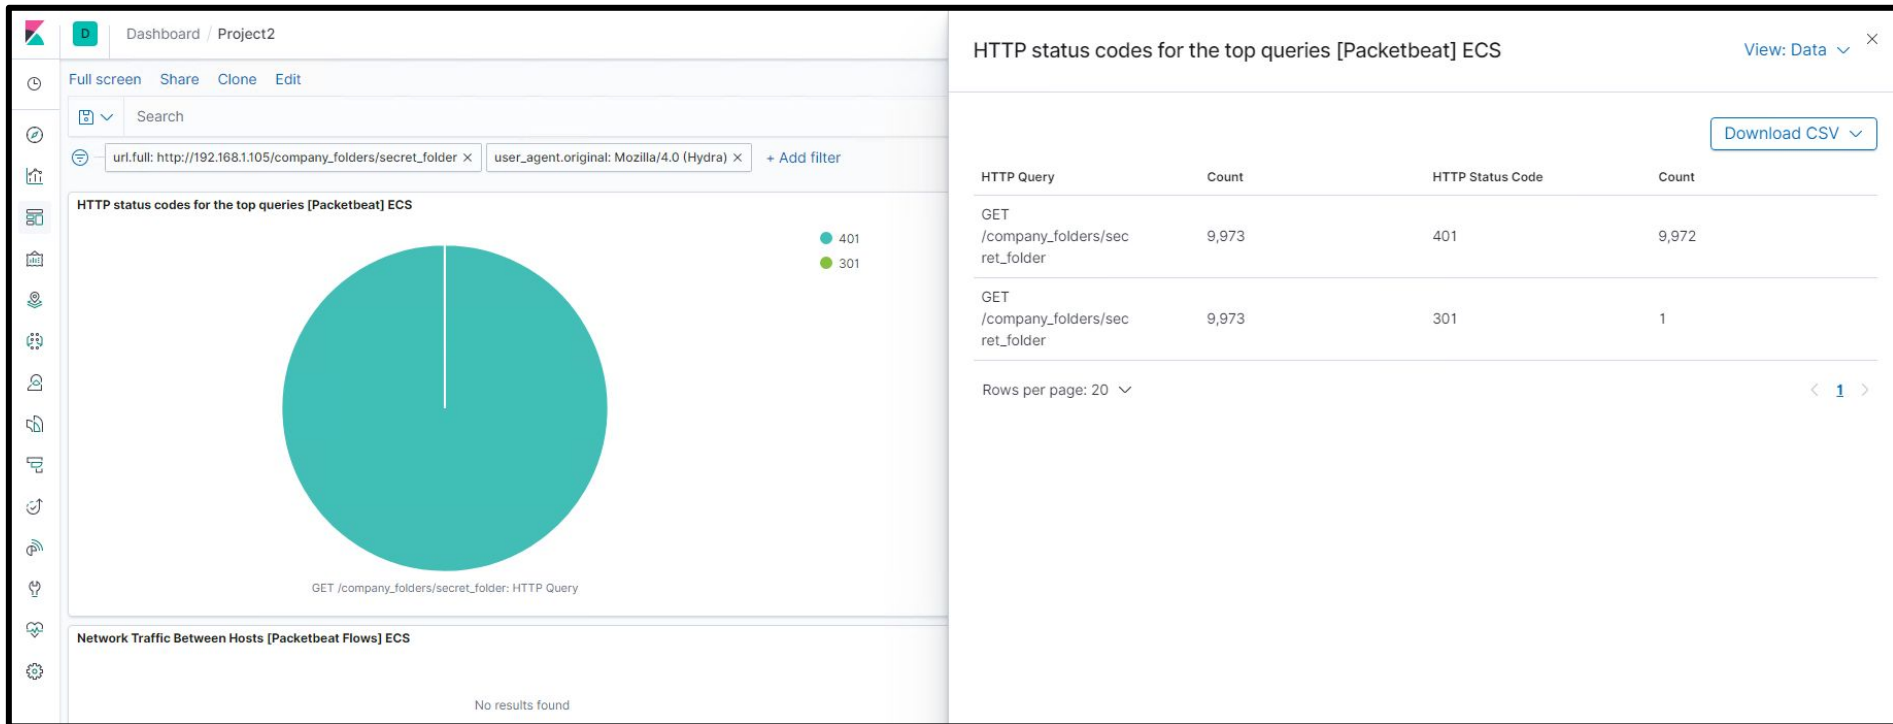 D Dashboard / Project2
Full screen Share Clone Edit
Search
url.full: http://192.168.1.105/company_folders/secret_folder × user_agent.original: Mozilla/4.0 (Hydra) × + Add filter
HTTP status codes for the top queries [Packetbeat] ECS
401
301
GET /company_folders/secret_folder: HTTP Query
Network Traffic Between Hosts [Packetbeat Flows] ECS
No results found
HTTP status codes for the top queries [Packetbeat] ECS
View: Data
Download CSV
HTTP Query Count HTTP Status Code Count
GET
/company_folders/sec 9,973 401 9,972
ret_folder
GET
/company_folders/sec 9,973 301 1
ret_folder
Rows per page: 20 < 1 >